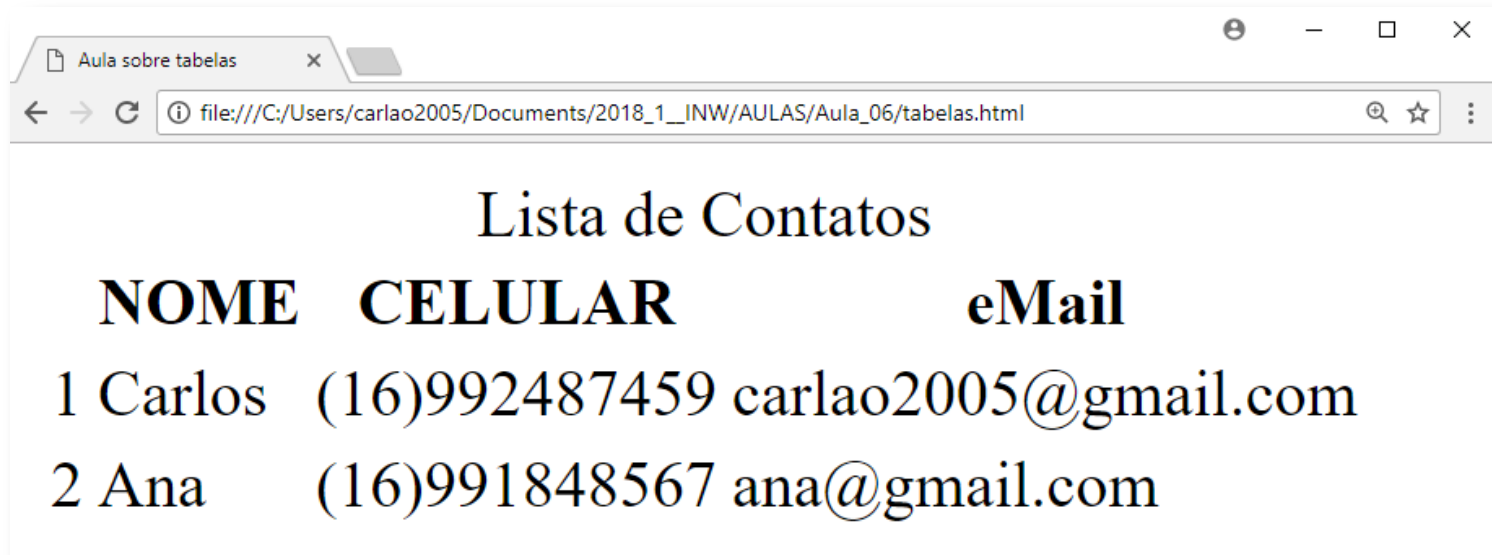 Aula sobre tabelas
file:///C:/Users/carlao2005/Documents/2018_1__INW/AULAS/Aula_06/tabelas.html
Lista de Contatos
NOME CELULAR eMail
1 Carlos (16)992487459 carlao2005@gmail.com
2 Ana (16)991848567 ana@gmail.com